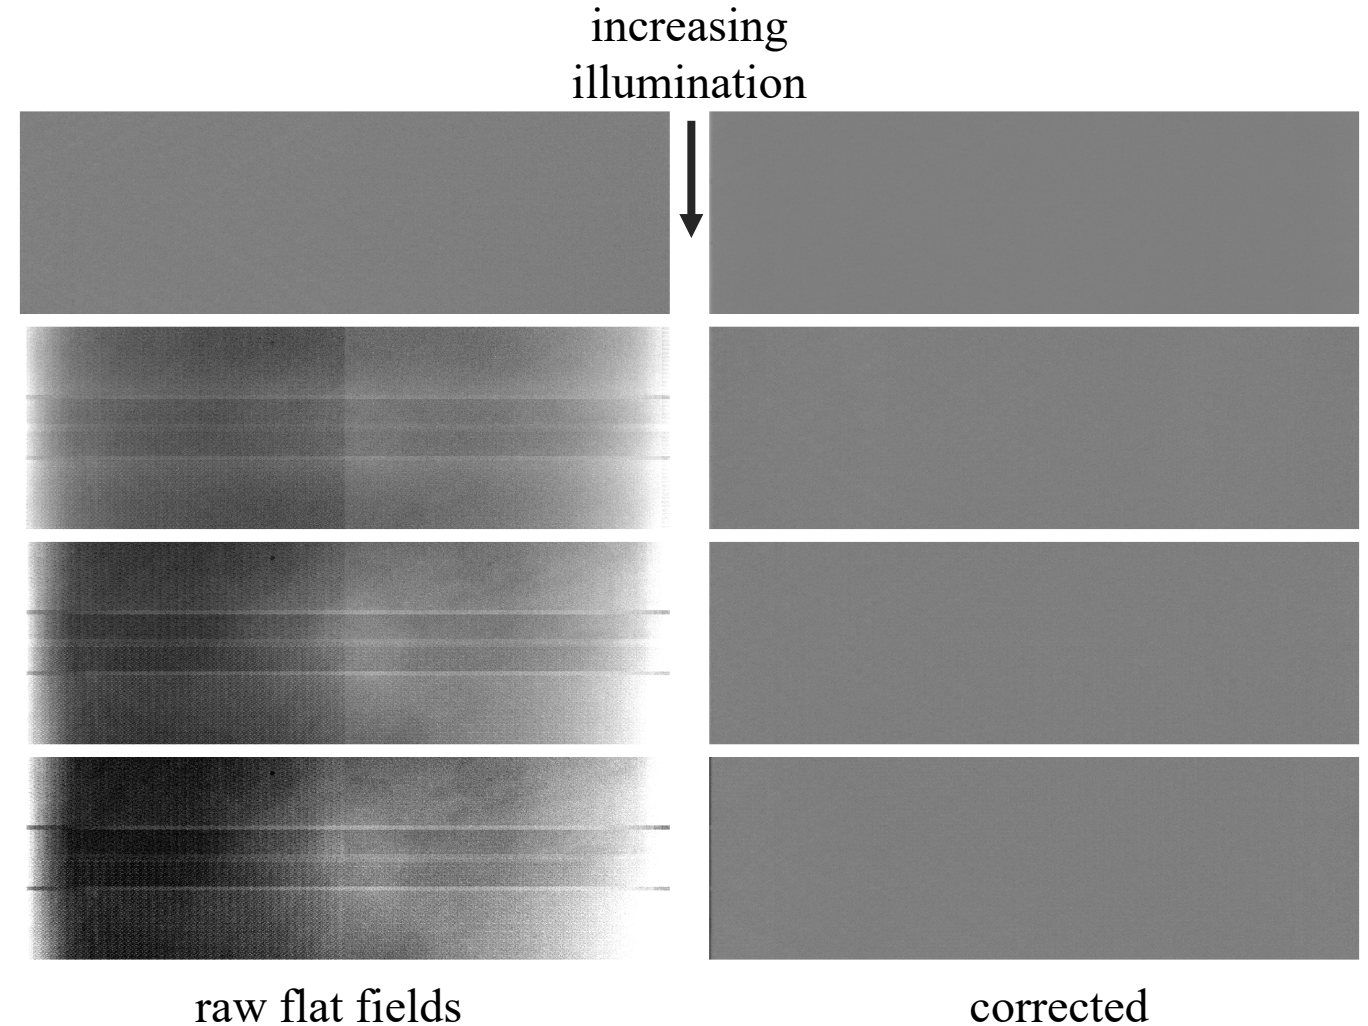 increasing
illumination
raw flat fields
corrected